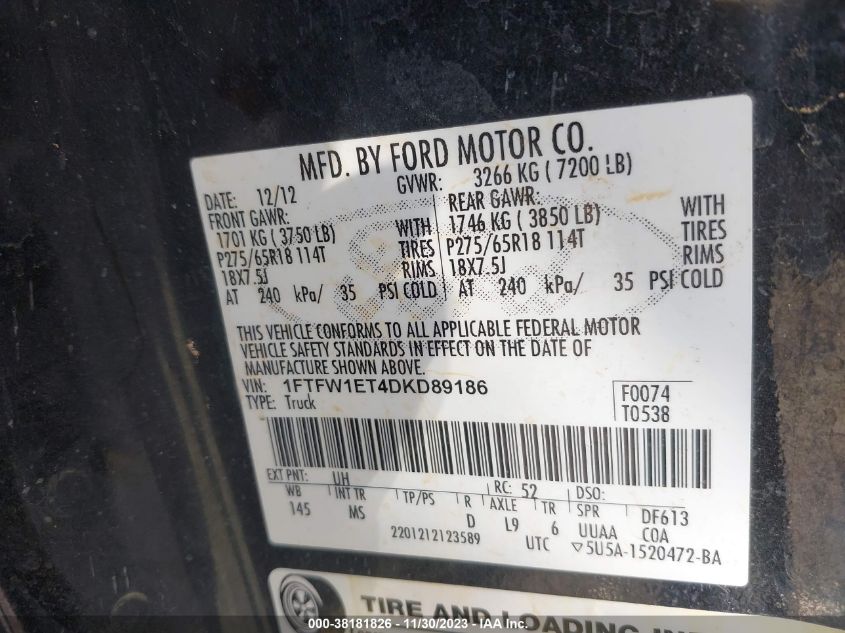 MFD. BY FORD MOTOR CO.
DATE: 12/12 GVWR: 3266 KG ( 7200 LB)
FRONT GAWR: REAR GAWR:
1701 KG ( 3750 LB) WITH 1746 KG ( 3850 LB) WITH
P275/65R18 114T TIRES P275/65R18 114T TIRES
18X7.5J RIMS 18X7.5J RIMS
AT 240 kPa/ 35 PSI COLD AT 240 kPa/ 35 PSI COLD
THIS VEHICLE CONFORMS TO ALL APPLICABLE FEDERAL MOTOR
VEHICLE SAFETY STANDARDS IN EFFECT ON THE DATE OF
MANUFACTURE SHOWN ABOVE.
VIN: 1FTFW1ET4DKD89186 F0074
TYPE: Truck T0538
EXT PNT: UH RC: 52 DSO:
WB INT TR TP/PS R AXLE TR SPR DF613
145 MS D L9 6 UUAA COA
2201212123589 UTC ▽5U5A-1520472-BA
TIRE AND LOADING
000-38181826 - 11/30/2023 - IAA Inc.